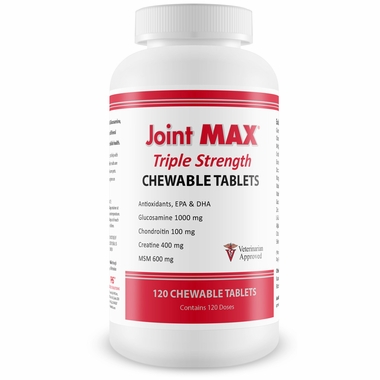 Joint MAX®
Triple Strength
CHEWABLE TABLETS
Antioxidants, EPA & DHA
Glucosamine 1000 mg
Chondroitin 100 mg
Creatine 400 mg
MSM 600 mg
Veterinarian
Approved
120 CHEWABLE TABLETS
Contains 120 Doses